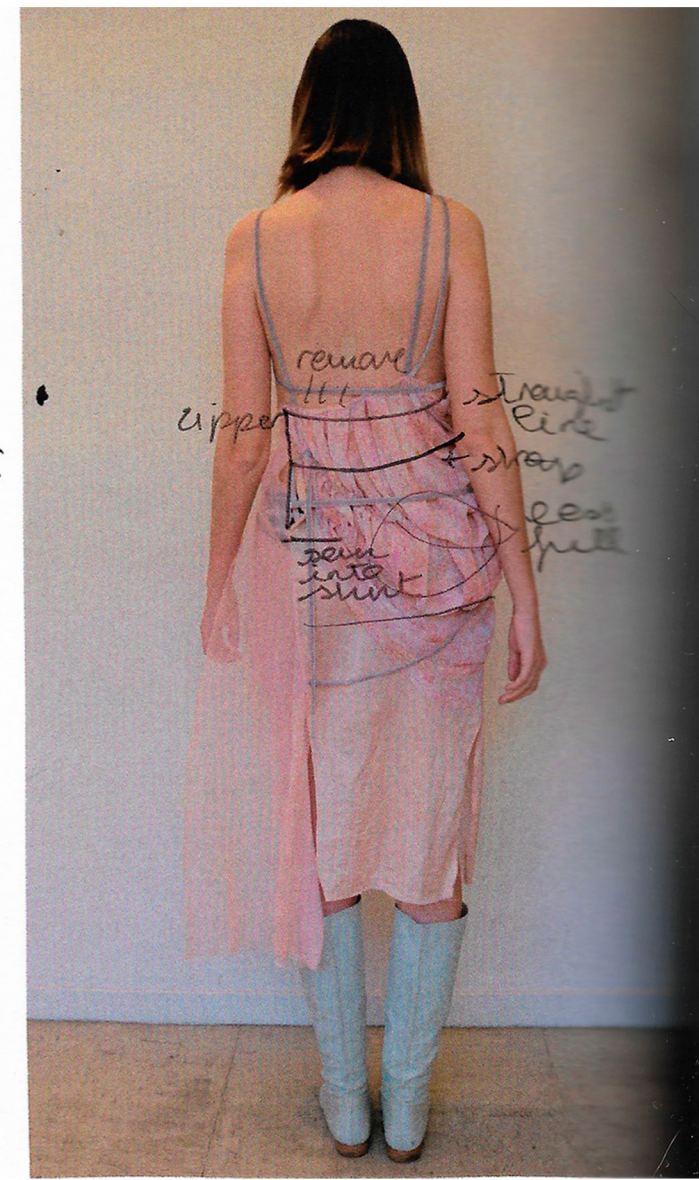 remove
!!!
zipper
straight
line
+ strap
less
full
sewn
into
skirt